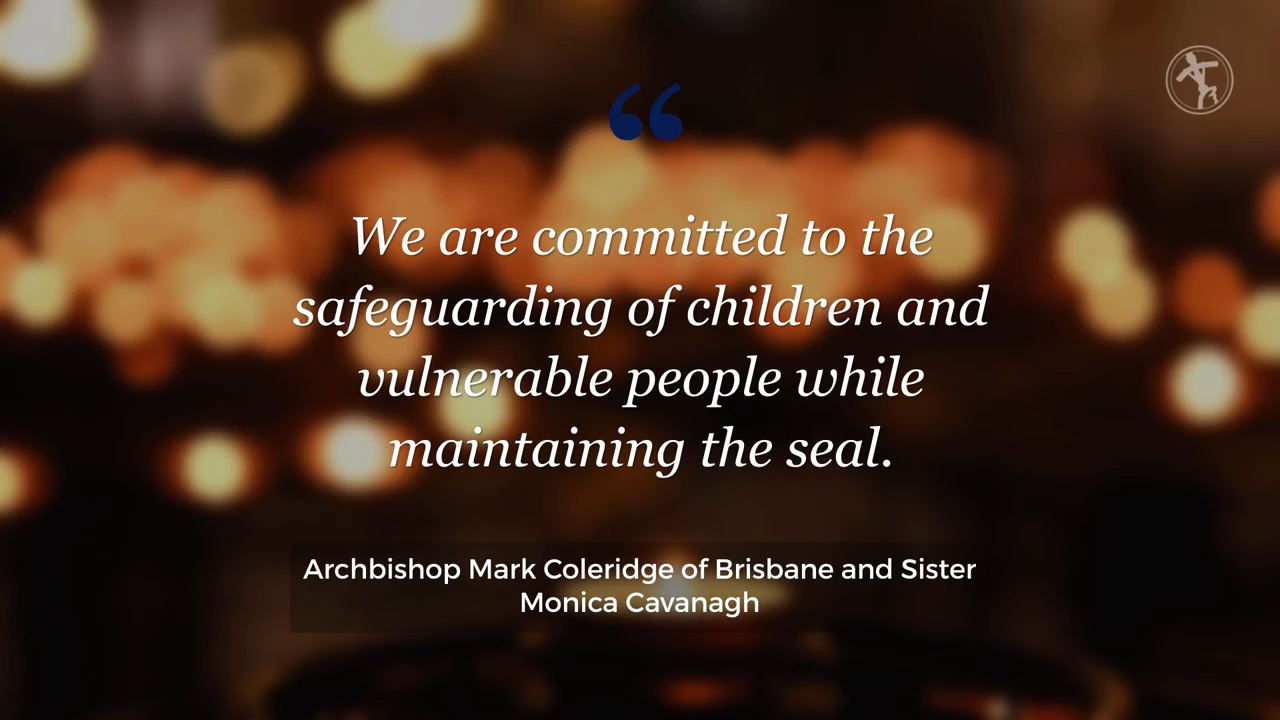 “
We are committed to the
safeguarding of children and
vulnerable people while
maintaining the seal.
Archbishop Mark Coleridge of Brisbane and Sister
Monica Cavanagh